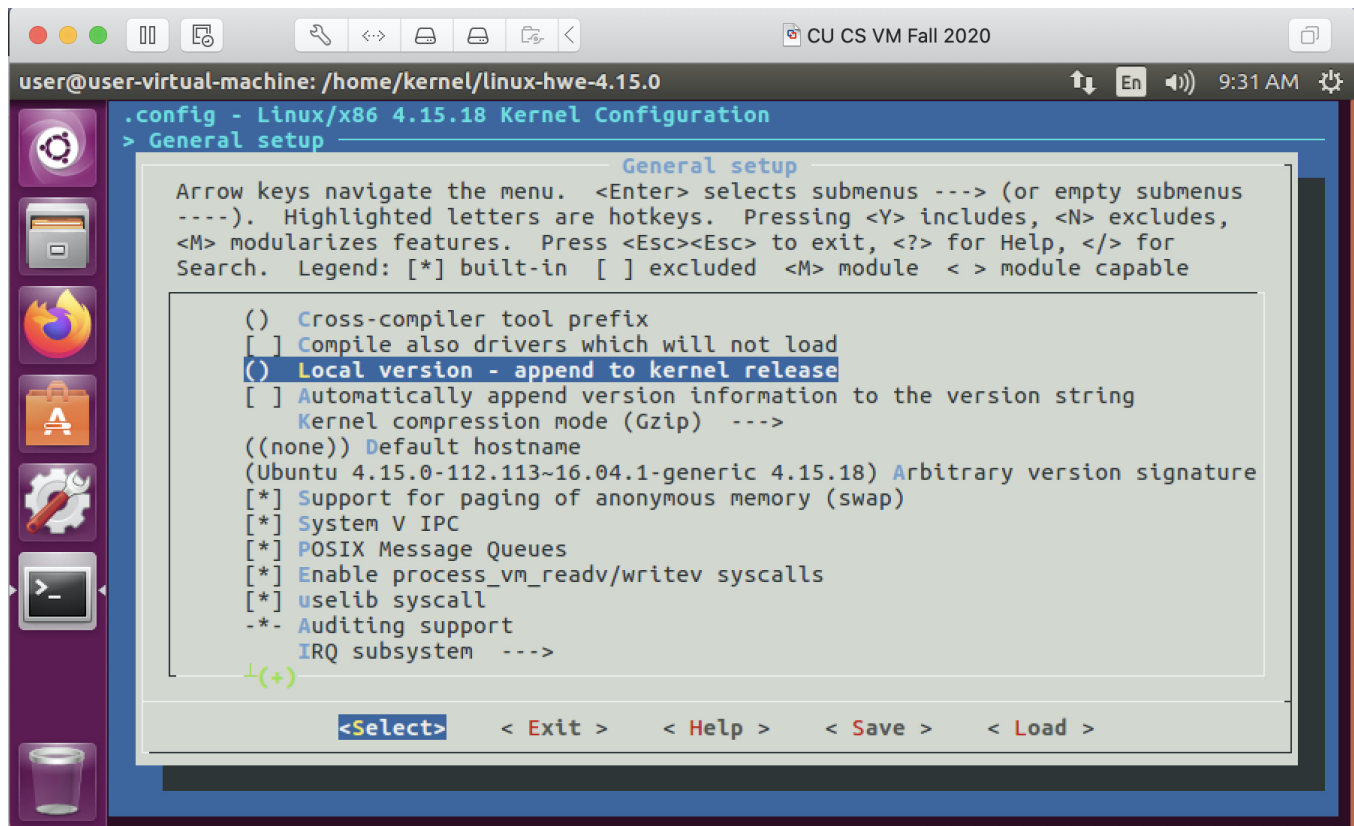 CU CS VM Fall 2020
user@user-virtual-machine: /home/kernel/linux-hwe-4.15.0 En 9:31 AM
.config - Linux/x86 4.15.18 Kernel Configuration
> General setup
General setup
Arrow keys navigate the menu.  <Enter> selects submenus ---> (or empty submenus
----).  Highlighted letters are hotkeys.  Pressing <Y> includes, <N> excludes,
<M> modularizes features.  Press <Esc><Esc> to exit, <?> for Help, </> for
Search.  Legend: [*] built-in  [ ] excluded  <M> module  < > module capable
()  Cross-compiler tool prefix
[ ] Compile also drivers which will not load
()  Local version - append to kernel release
[ ] Automatically append version information to the version string
Kernel compression mode (Gzip)  --->
((none)) Default hostname
(Ubuntu 4.15.0-112.113~16.04.1-generic 4.15.18) Arbitrary version signature
[*] Support for paging of anonymous memory (swap)
[*] System V IPC
[*] POSIX Message Queues
[*] Enable process_vm_readv/writev syscalls
[*] uselib syscall
-*- Auditing support
IRQ subsystem  --->
┴(+)
<Select>    < Exit >    < Help >    < Save >    < Load >